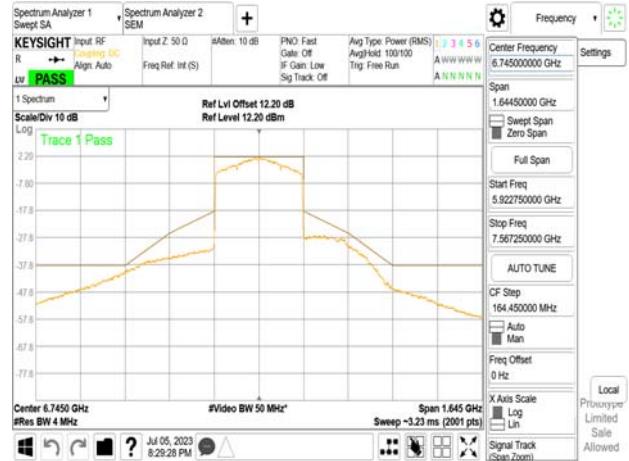 Spectrum Analyzer 1
Swept SA
Spectrum Analyzer 2
SEM
Frequency
KEYSIGHT
R
LV PASS
Input: RF
Coupling: DC
Align: Auto
Input Z: 50 Ω
Freq Ref: Int (S)
#Atten: 10 dB
PNO: Fast
Gate: Off
IF Gain: Low
Sig Track: Off
Avg Type: Power (RMS)
Avg|Hold: 100/100
Trig: Free Run
1 2 3 4 5 6
A W W W W W
A N N N N N
1 Spectrum
Scale/Div 10 dB
Ref Lvl Offset 12.20 dB
Ref Level 12.20 dBm
Log
Trace 1 Pass
2.20
-7.80
-17.8
-27.8
-37.8
-47.8
-57.8
-67.8
-77.8
Center 6.7450 GHz
#Res BW 4 MHz
#Video BW 50 MHz*
Span 1.645 GHz
Sweep ~3.23 ms (2001 pts)
?
Jul 05, 2023
8:29:28 PM
Center Frequency
6.745000000 GHz
Span
1.64450000 GHz
Swept Span
Zero Span
Full Span
Start Freq
5.922750000 GHz
Stop Freq
7.567250000 GHz
AUTO TUNE
CF Step
164.450000 MHz
Auto
Man
Freq Offset
0 Hz
X Axis Scale
Log
Lin
Signal Track
(Span Zoom)
Settings
Local
Prototype
Limited
Sale
Allowed